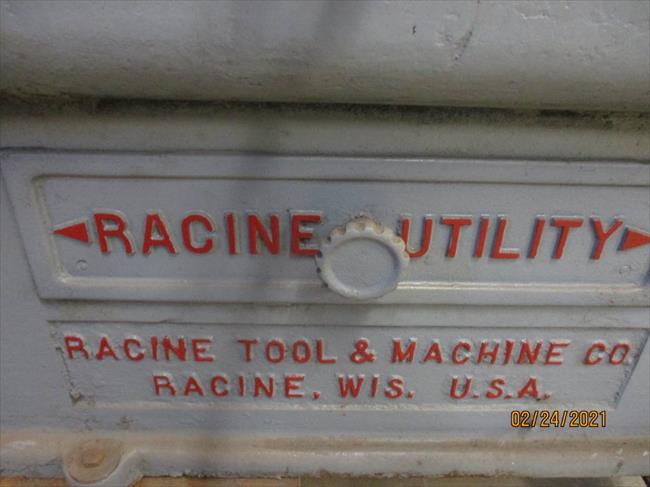 RACINE UTILITY
RACINE TOOL & MACHINE CO.
RACINE, WIS. U.S.A.
02/24/2021